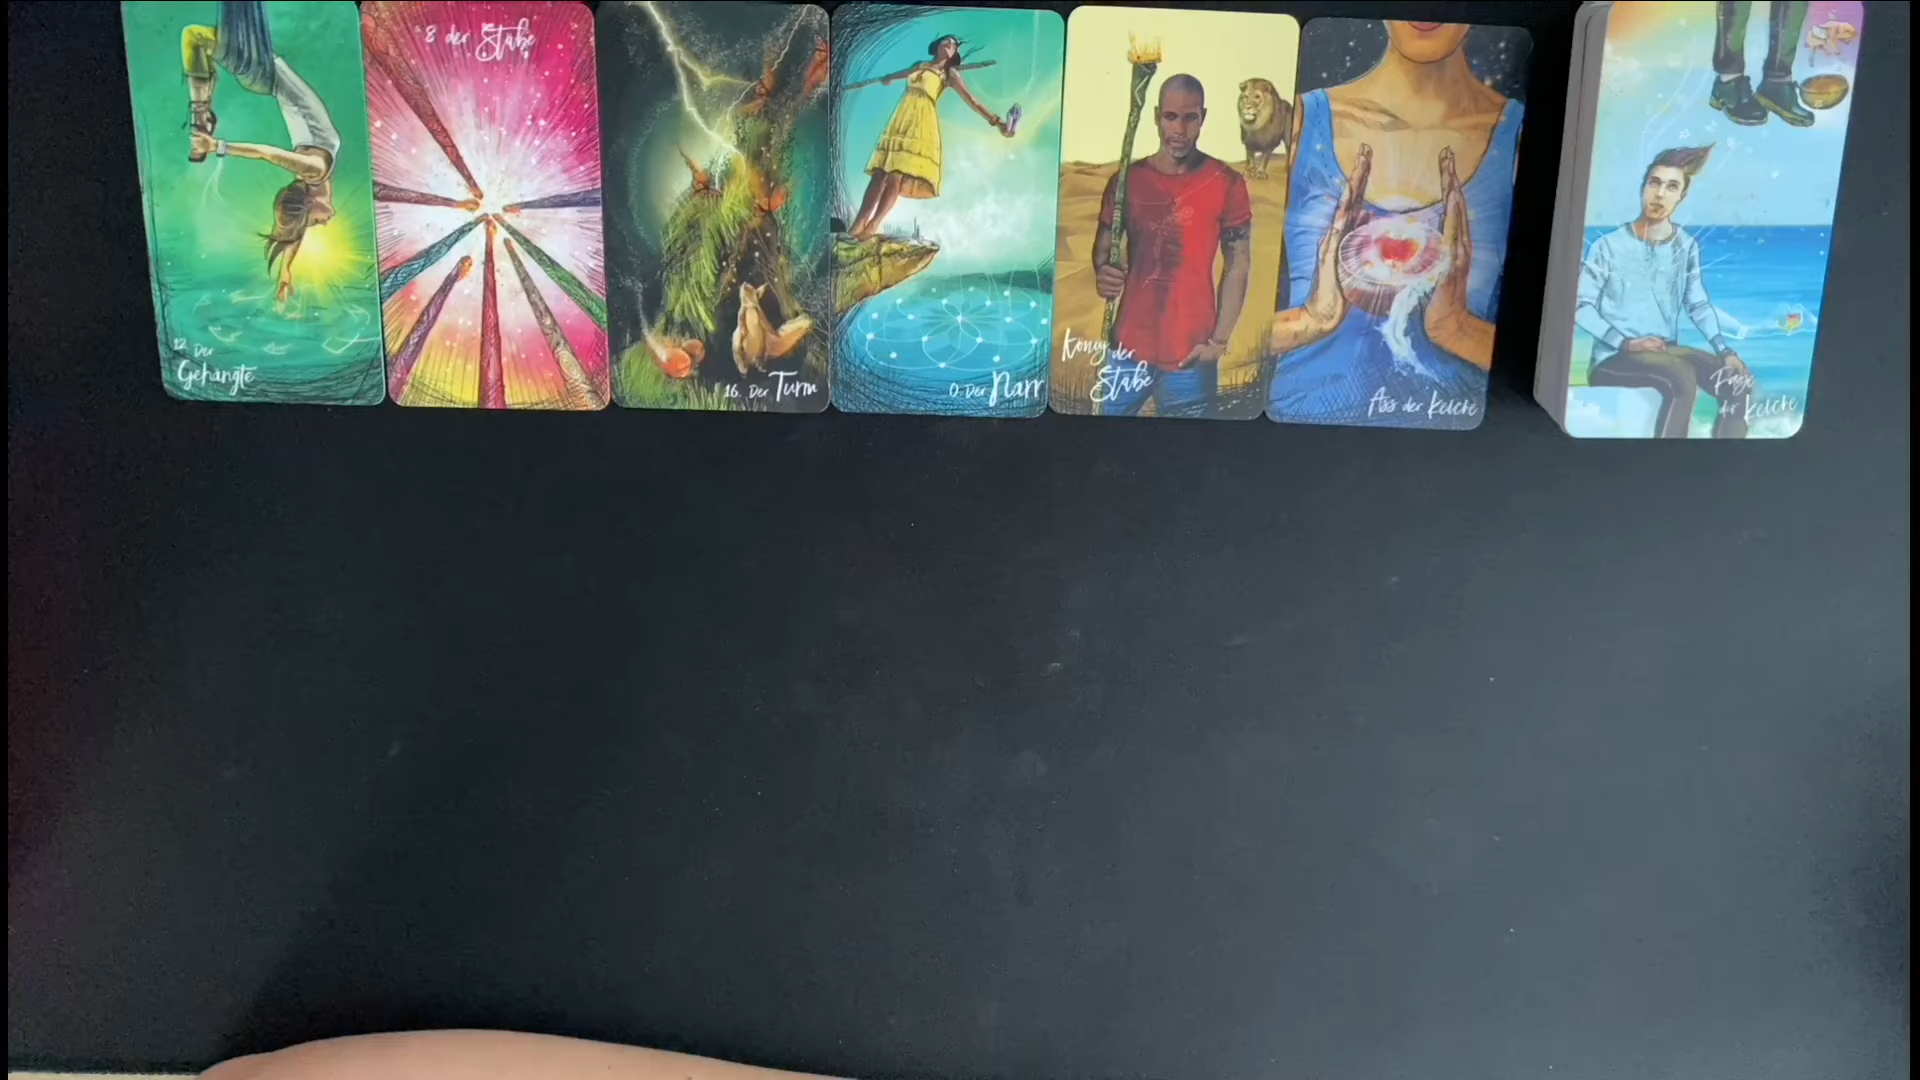 12. Der
Gehängte
8 der Stäbe
16. Der Turm
0. Der Narr
König der
Stäbe
Ass der Kelche
Page
der Kelche